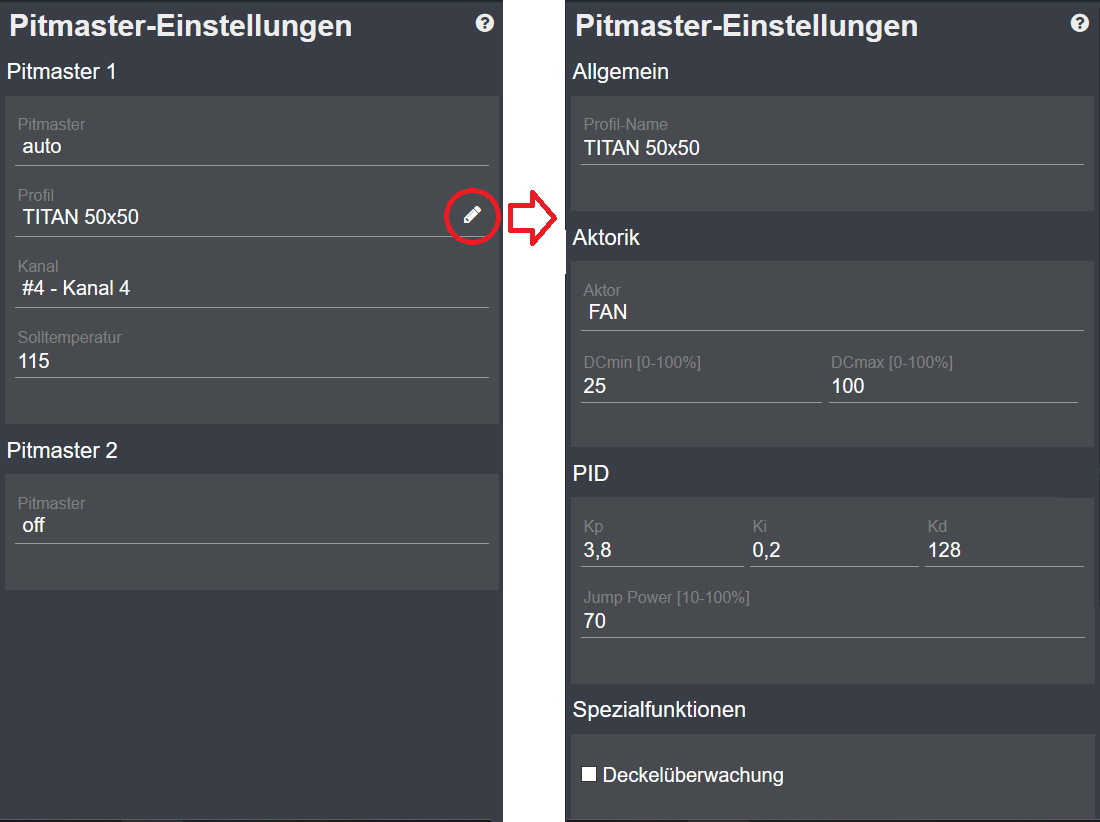 Pitmaster-Einstellungen
Pitmaster 1
Pitmaster
auto
Profil
TITAN 50x50
Kanal
#4 - Kanal 4
Solltemperatur
115
Pitmaster 2
Pitmaster
off
Pitmaster-Einstellungen
Allgemein
Profil-Name
TITAN 50x50
Aktorik
Aktor
FAN
DCmin [0-100%] DCmax [0-100%]
25 100
PID
Kp Ki Kd
3,8 0,2 128
Jump Power [10-100%]
70
Spezialfunktionen
Deckelüberwachung